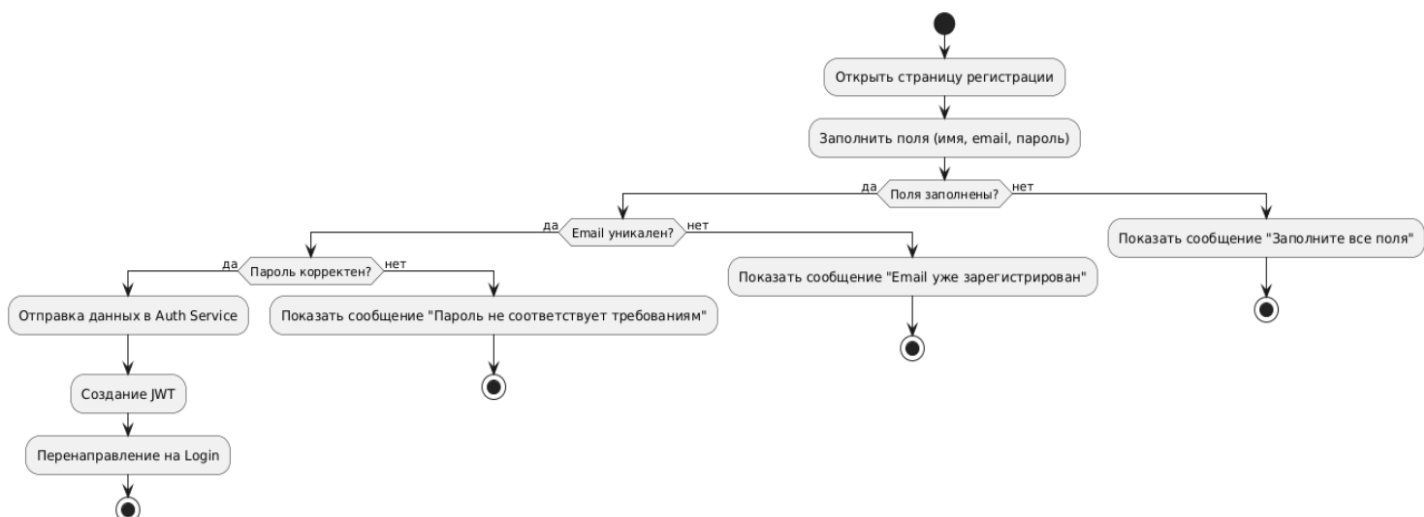 Открыть страницу регистрации
Заполнить поля (имя, email, пароль)
да
Поля заполнены?
нет
да
Email уникален?
нет
Показать сообщение "Заполните все поля"
да
Пароль корректен?
нет
Показать сообщение "Email уже зарегистрирован"
Отправка данных в Auth Service
Показать сообщение "Пароль не соответствует требованиям"
Создание JWT
Перенаправление на Login